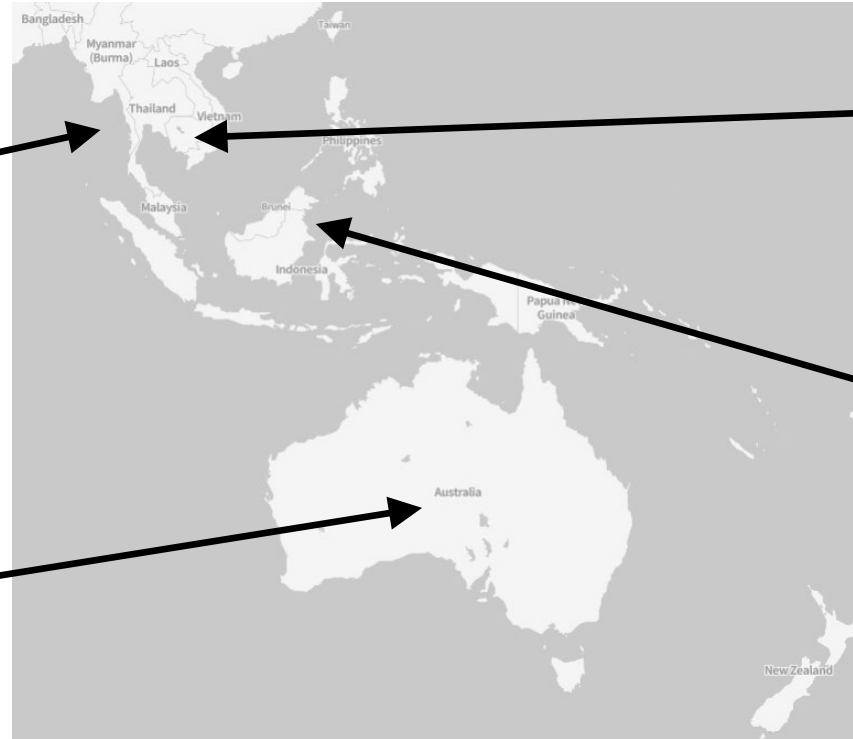 Bangladesh
Taiwan
Myanmar
(Burma)
Laos
Thailand
Vietnam
Philippines
Malaysia
Brunei
Indonesia
Papua New
Guinea
Australia
New Zealand